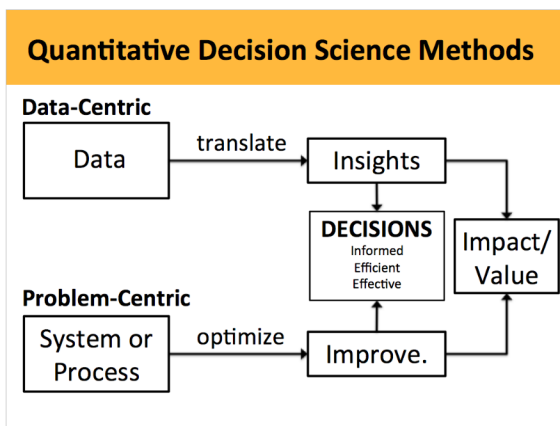 Quantitative Decision Science Methods
Data-Centric
Data
translate
Insights
DECISIONS
Informed
Efficient
Effective
Impact/
Value
Problem-Centric
System or
Process
optimize
Improve.